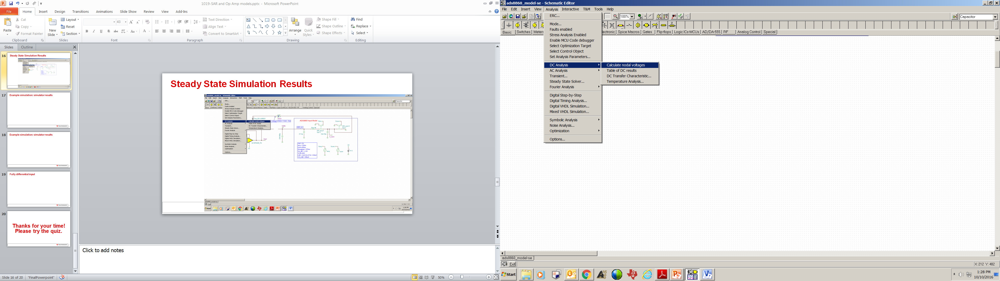 1019-SAR and Op Amp models.pptx - Microsoft PowerPoint
File Home Insert Design Transitions Animations Slide Show Review View Add-Ins
Paste
Cut
Copy
Format Painter
Clipboard
New Slide
Layout
Reset
Section
Slides
43
Font
Paragraph
Text Direction
Align Text
Convert to SmartArt
Arrange
Quick Styles
Shape Fill
Shape Outline
Shape Effects
Drawing
Find
Replace
Select
Editing
Slides Outline
16 Steady State Simulation Results
17 Example simulation: simulator results
18 Example simulation: simulator results
19 Fully differential input
20
Thanks for your time!
Please try the quiz.
Steady State Simulation Results
ADS8860 Input Model
Click to add notes
Slide 16 of 20 "FinalPowerpoint" 50%
ads8860_model-se - Schematic Editor
File Edit Insert View Analysis Interactive T&M Tools Help
100% Capacitor
Basic Switches Meters Spice Macros Gates Flip-flops Logic ICs-MCUs AD/DA-555 RF Analog Control Special
ERC...
Mode...
Faults enabled
Stress Analysis Enabled
Enable MCU Code debugger
Select Optimization Target
Select Control Object
Set Analysis Parameters...
DC Analysis
AC Analysis
Transient...
Steady State Solver...
Fourier Analysis
Digital Step-by-Step
Digital Timing Analysis...
Digital VHDL Simulation...
Mixed VHDL Simulation...
Symbolic Analysis
Noise Analysis...
Optimization
Options...
Calculate nodal voltages
Table of DC results
DC Transfer Characteristic...
Temperature Analysis...
ads8860_model-se
Exit X: 212 Y: 482
Start
1:28 PM
10/10/2016